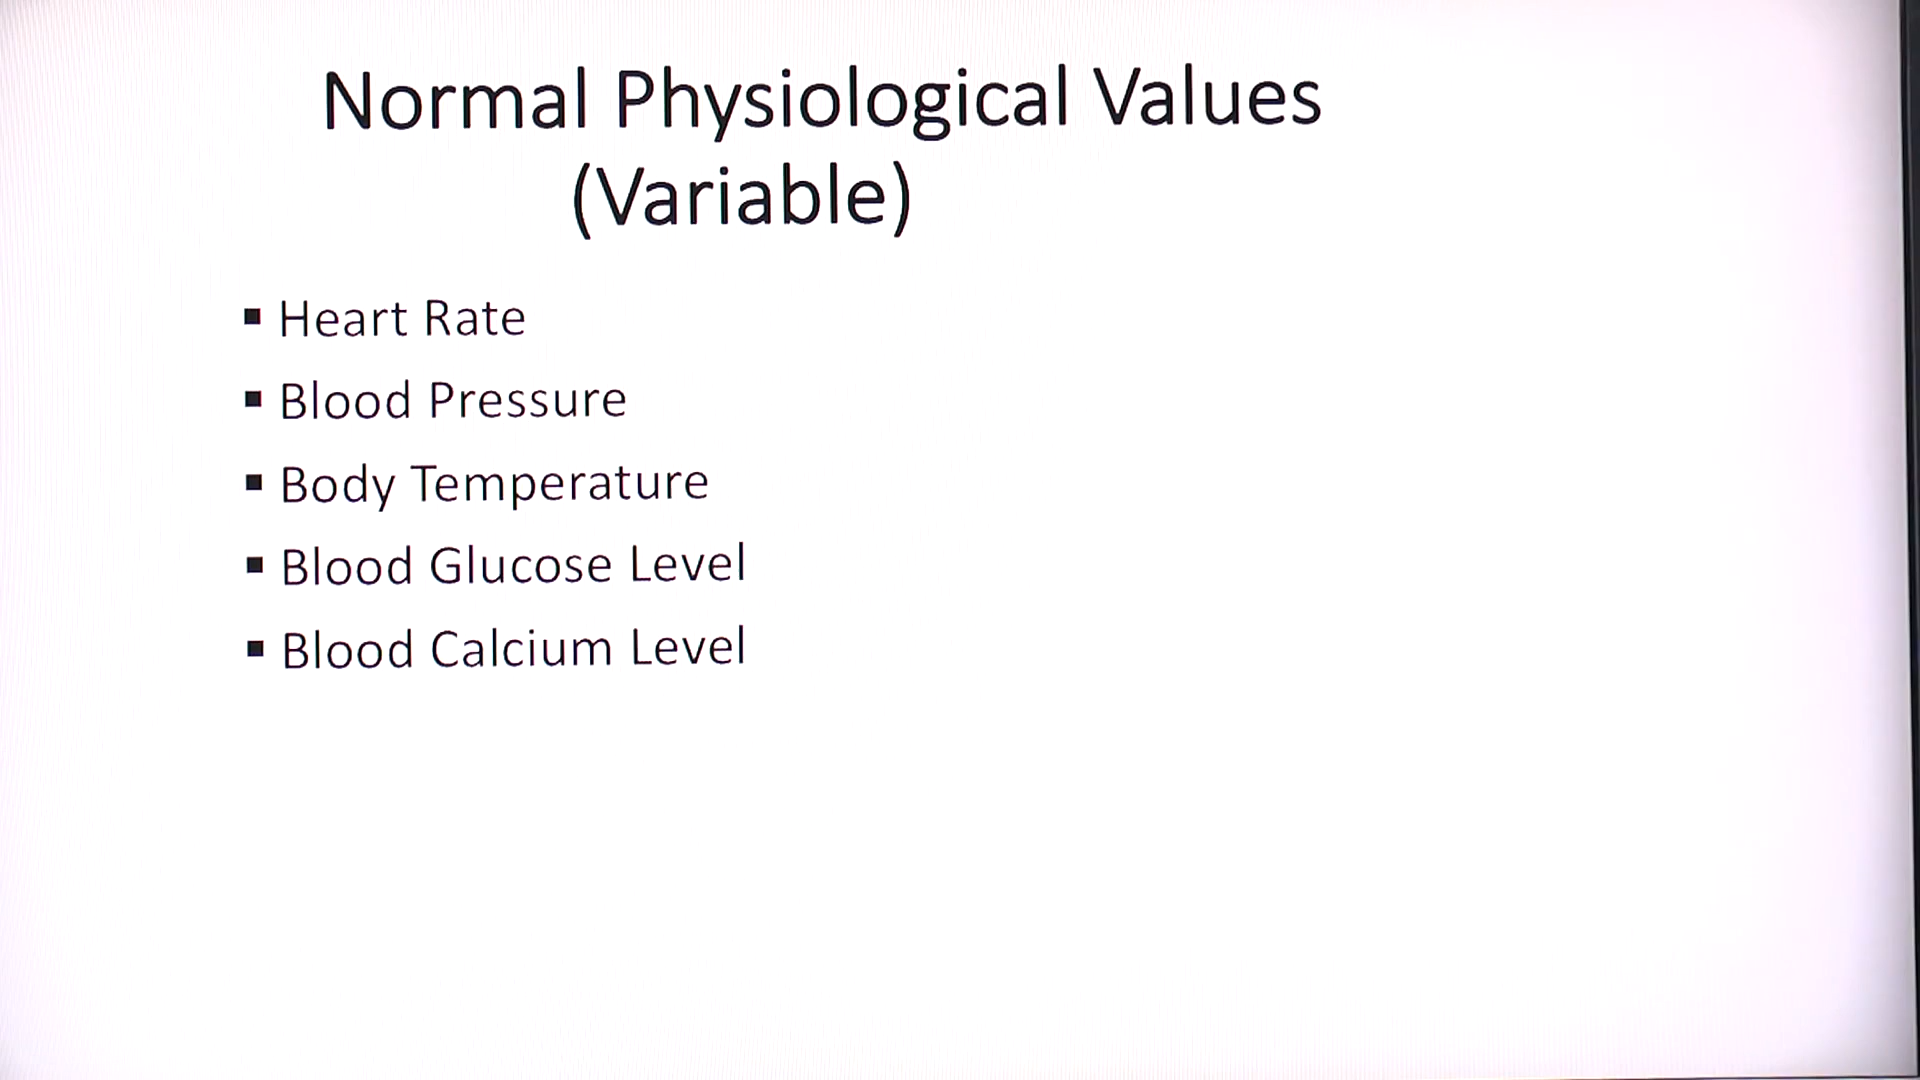 Normal Physiological Values
(Variable)
▪ Heart Rate
▪ Blood Pressure
▪ Body Temperature
▪ Blood Glucose Level
▪ Blood Calcium Level